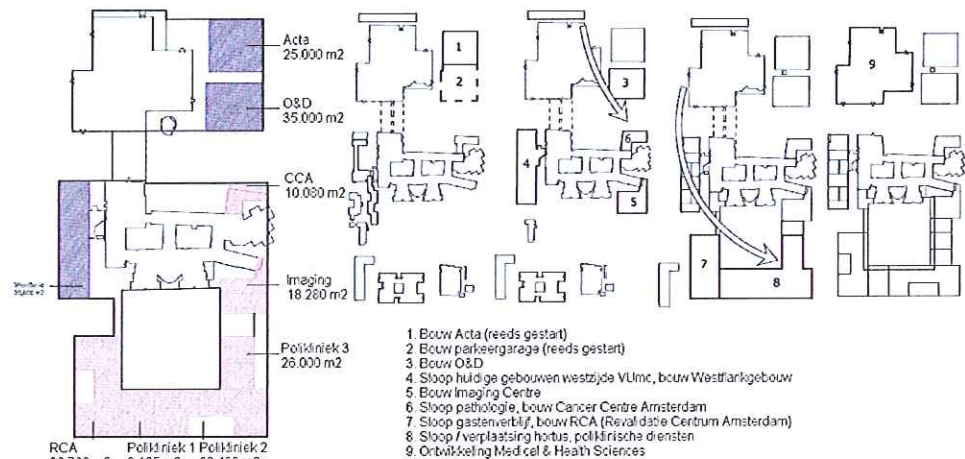 Acta
25.000 m2
O&D
35.000 m2
CCA
10.080 m2
Imaging
18.280 m2
Polikliniek 3
26.000 m2
RCA
Polikliniek 1
Polikliniek 2
1
2
3
4
5
6
7
8
9
1. Bouw Acta (reeds gestart)
2. Bouw parkeergarage (reeds gestart)
3. Bouw O&D
4. Sloop huidige gebouwen westzijde VUmc, bouw Westflankgebouw
5. Bouw Imaging Centre
6. Sloop pathologie, bouw Cancer Centre Amsterdam
7. Sloop gastenverblijf, bouw RCA (Revalidatie Centrum Amsterdam)
8. Sloop / verplaatsing hortus, poliklinische diensten
9. Ontwikkeling Medical & Health Sciences